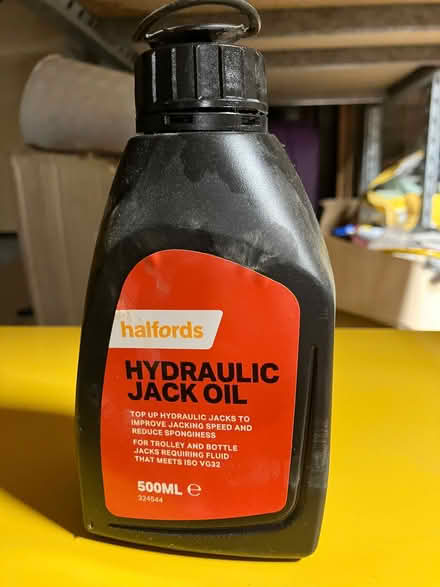 halfords
HYDRAULIC
JACK OIL
TOP UP HYDRAULIC JACKS TO
IMPROVE JACKING SPEED AND
REDUCE SPONGINESS
FOR TROLLEY AND BOTTLE
JACKS REQUIRING FLUID
THAT MEETS ISO VG32
500ML ℮
324544